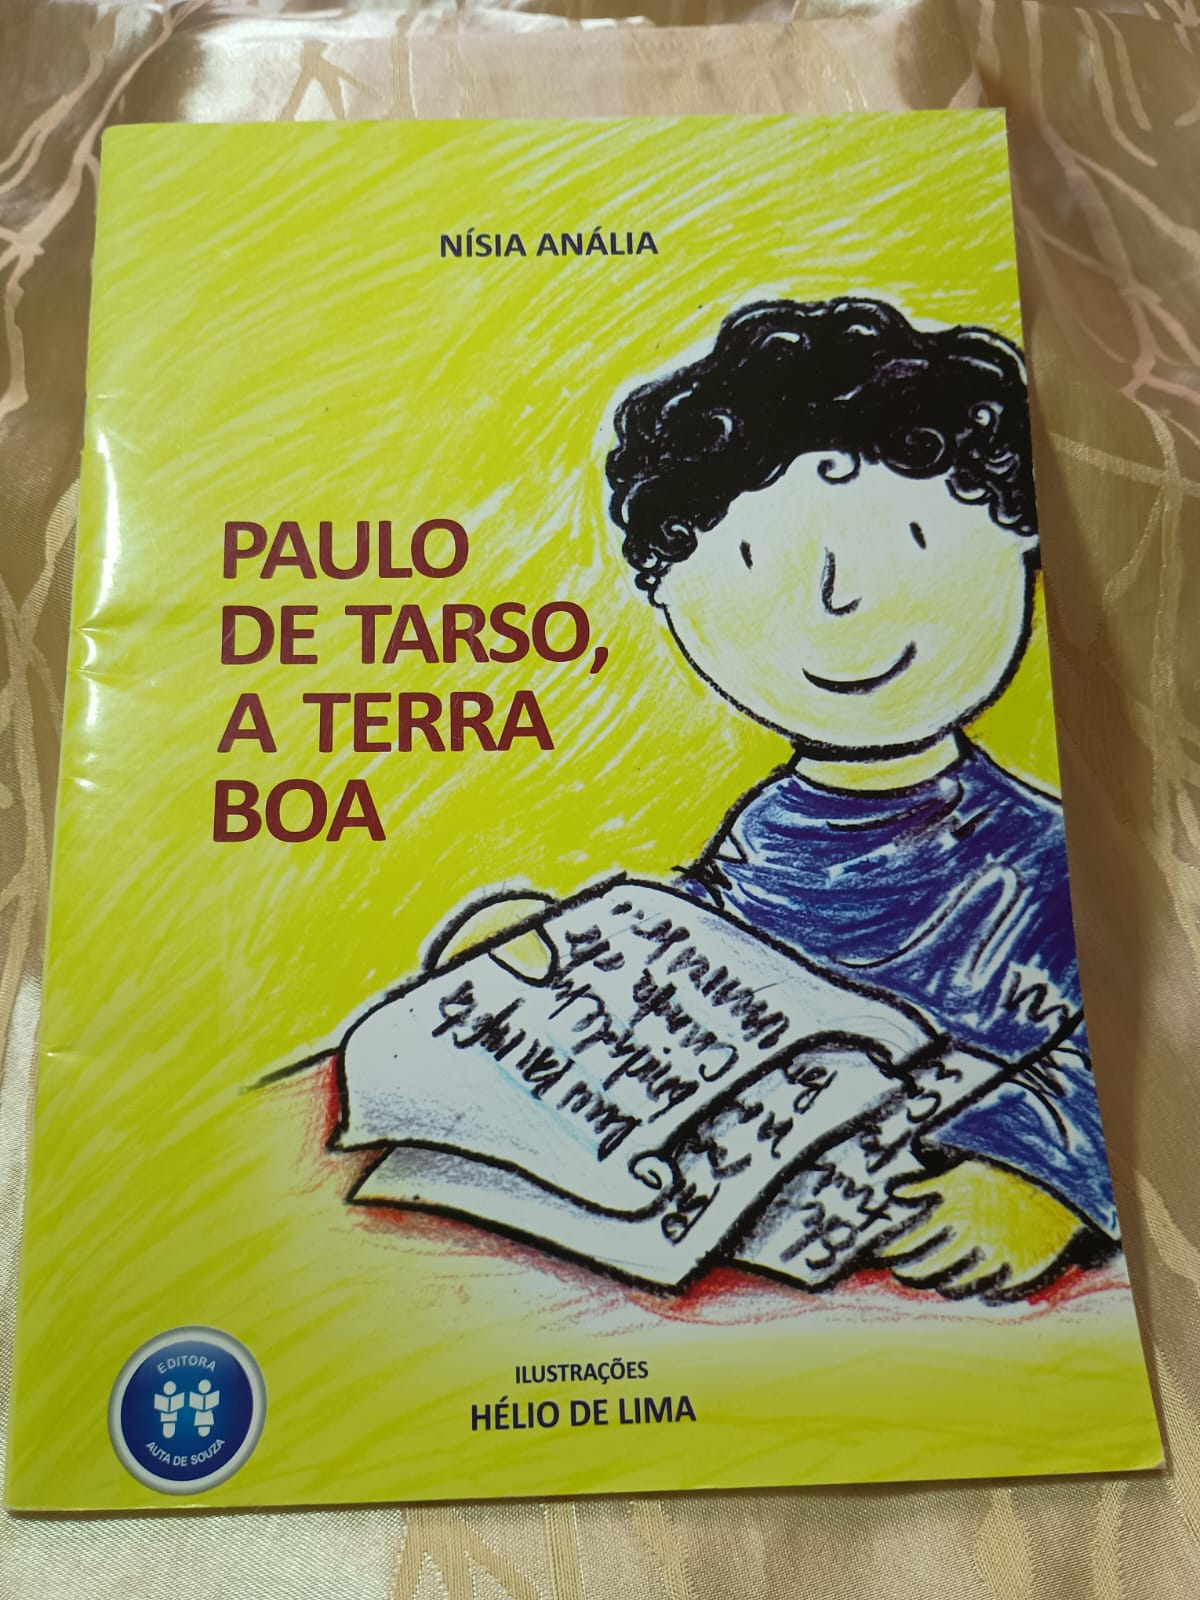 NÍSIA ANÁLIA
PAULO
DE TARSO,
A TERRA
BOA
ILUSTRAÇÕES
HÉLIO DE LIMA
EDITORA
AUTA DE SOUZA